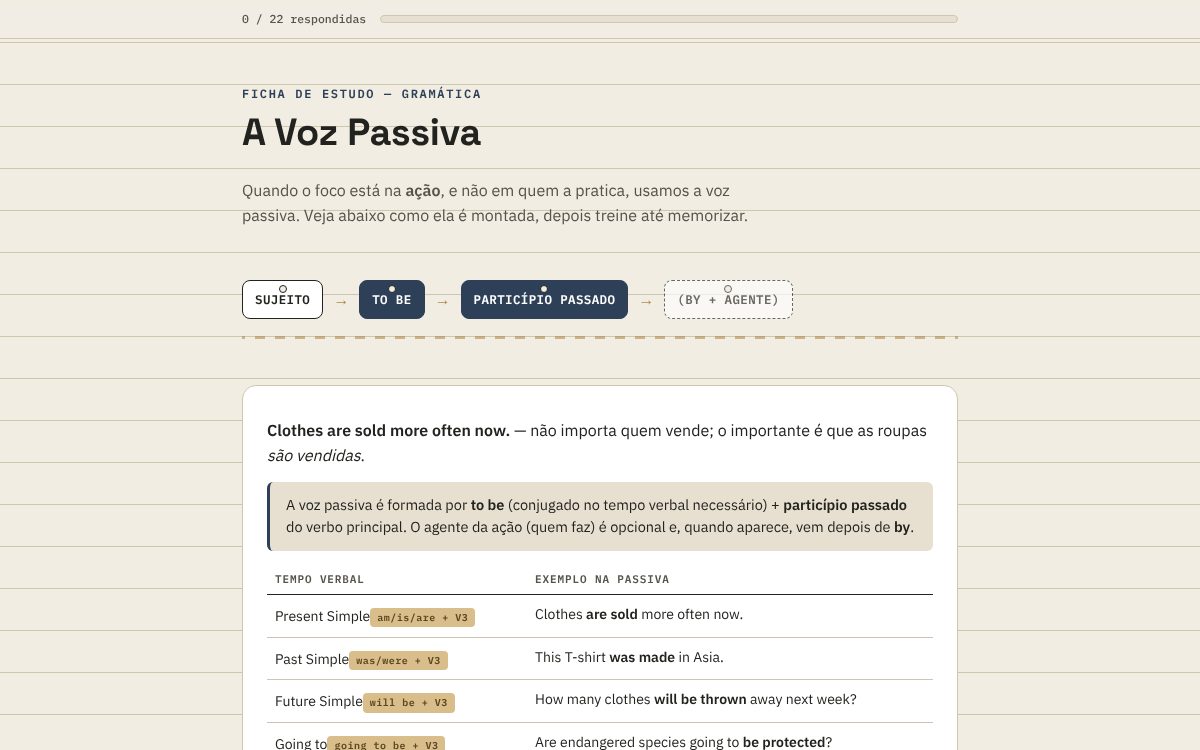 0 / 22 respondidas
FICHA DE ESTUDO — GRAMÁTICA
A Voz Passiva
Quando o foco está na ação, e não em quem a pratica, usamos a voz
passiva. Veja abaixo como ela é montada, depois treine até memorizar.
SUJEITO → TO BE → PARTICÍPIO PASSADO → (BY + AGENTE)
Clothes are sold more often now. — não importa quem vende; o importante é que as roupas
são vendidas.
A voz passiva é formada por to be (conjugado no tempo verbal necessário) + particípio passado
do verbo principal. O agente da ação (quem faz) é opcional e, quando aparece, vem depois de by.
TEMPO VERBAL EXEMPLO NA PASSIVA
Present Simple am/is/are + V3 Clothes are sold more often now.
Past Simple was/were + V3 This T-shirt was made in Asia.
Future Simple will be + V3 How many clothes will be thrown away next week?
Going to going to be + V3 Are endangered species going to be protected?